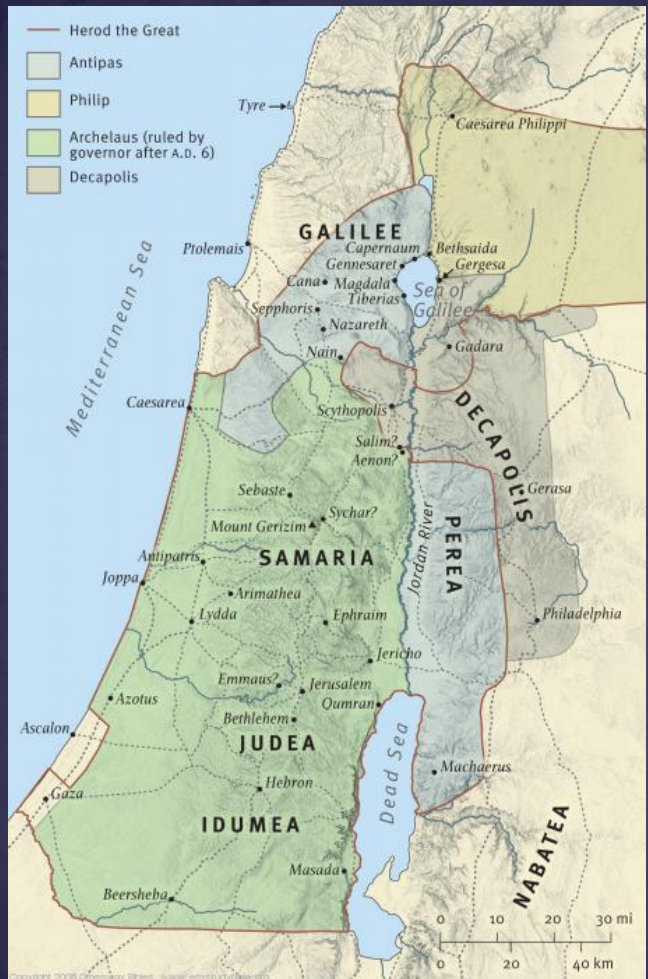 Herod the Great
Antipas
Philip
Archelaus (ruled by
governor after A.D. 6)
Decapolis
Tyre
Caesarea Philippi
GALILEE
Ptolemais
Capernaum
Bethsaida
Gennesaret
Gergesa
Cana
Magdala
Sea of
Galilee
Tiberias
Sepphoris
Nazareth
Mediterranean Sea
Nain
Gadara
Caesarea
Scythopolis
DECAPOLIS
Salim?
Aenon?
Sebaste
Gerasa
Sychar?
Mount Gerizim
PEREA
Jordan River
Antipatris
SAMARIA
Joppa
Arimathea
Lydda
Ephraim
Philadelphia
Jericho
Emmaus?
Jerusalem
Qumran
Azotus
Bethlehem
Ascalon
JUDEA
Dead Sea
Machaerus
Hebron
Gaza
IDUMEA
NABATEA
Masada
Beersheba
0 10 20 30 mi
0 20 40 km